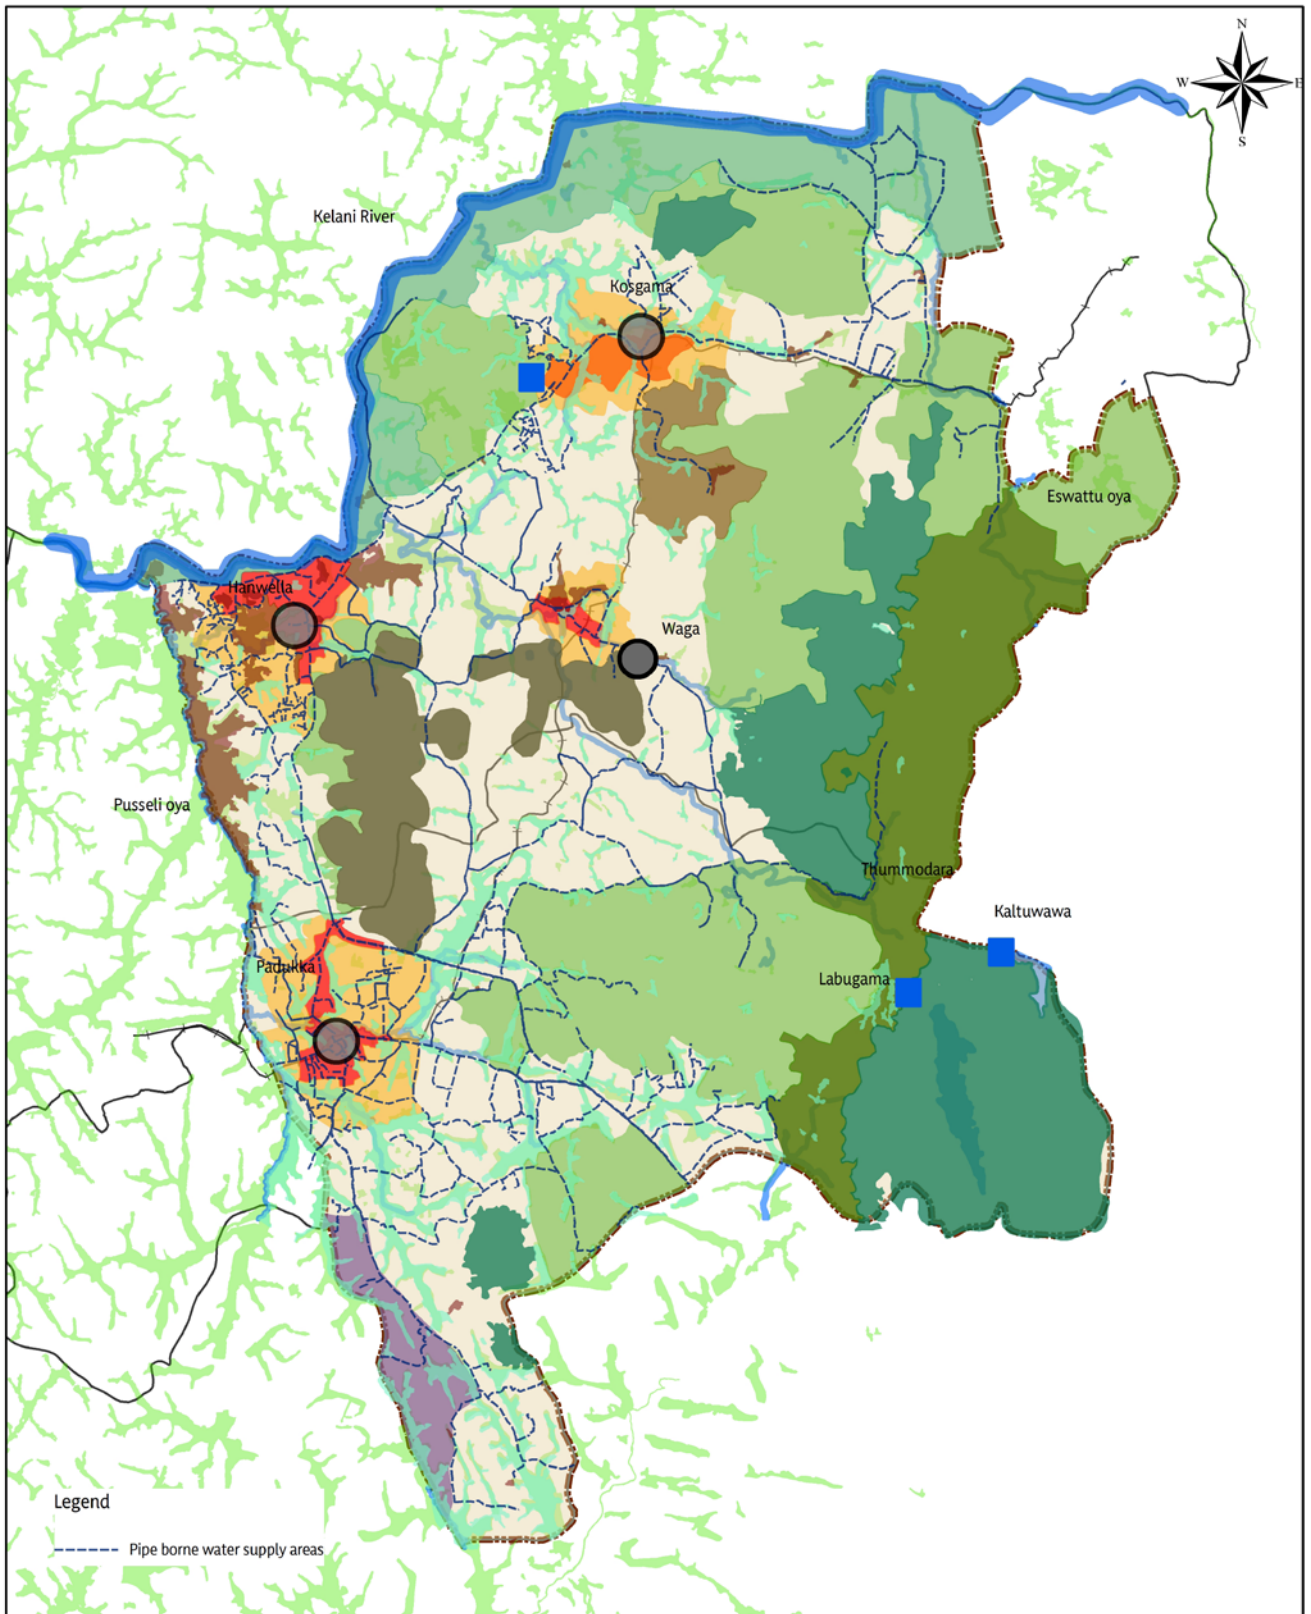 N
W
E
S
Kelani River
Kosgama
Eswattu oya
Hanwella
Waga
Pusseli oya
Thummodara
Kaltuwawa
Padukka
Labugama
Legend
Pipe borne water supply areas